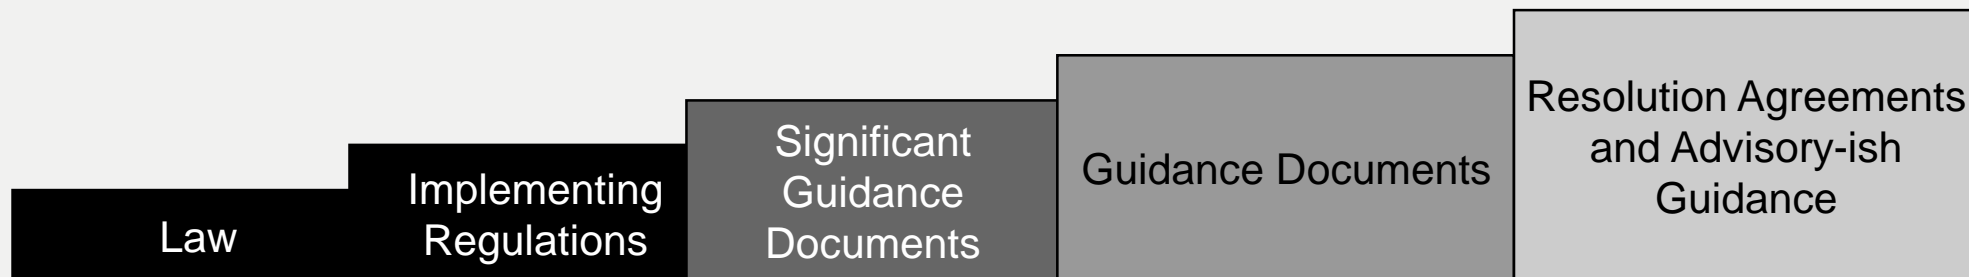 Law
Implementing
Regulations
Significant
Guidance
Documents
Guidance Documents
Resolution Agreements
and Advisory-ish
Guidance